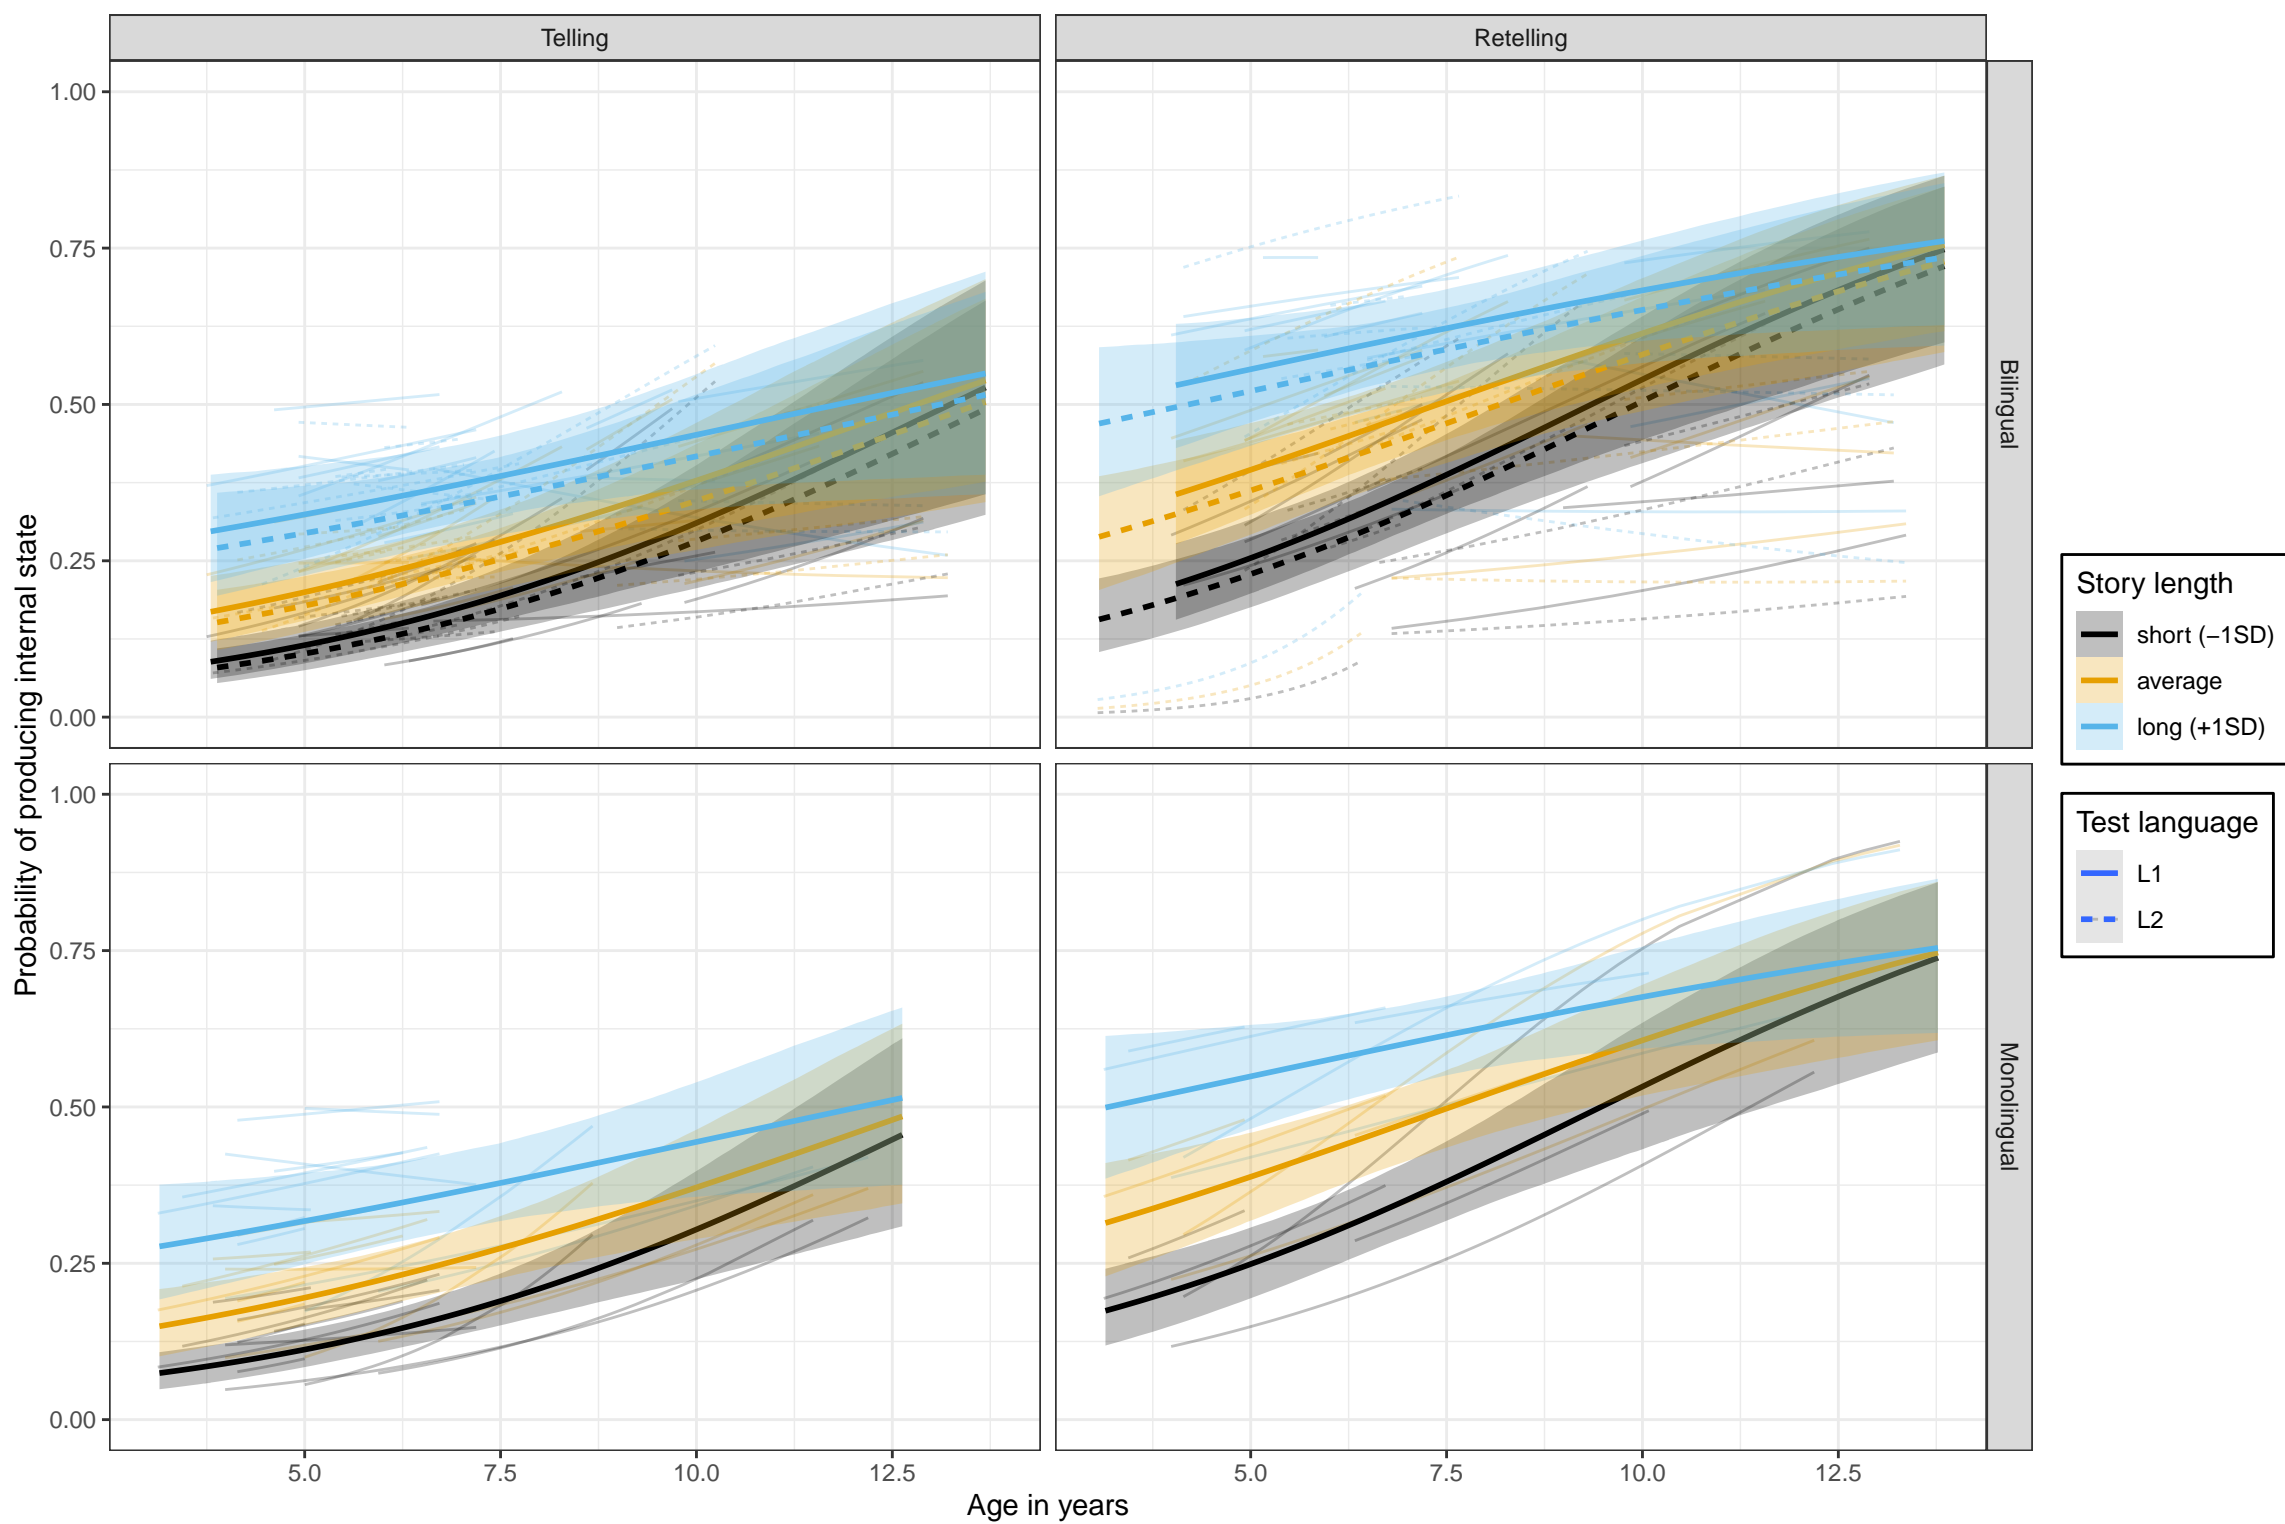 Telling
Retelling
Probability of producing internal state
1.00
0.75
0.50
0.25
0.00
Bilingual
1.00
0.75
0.50
0.25
0.00
Monolingual
5.0 7.5 10.0 12.5
5.0 7.5 10.0 12.5
Age in years
Story length
short (−1SD)
average
long (+1SD)
Test language
L1
L2